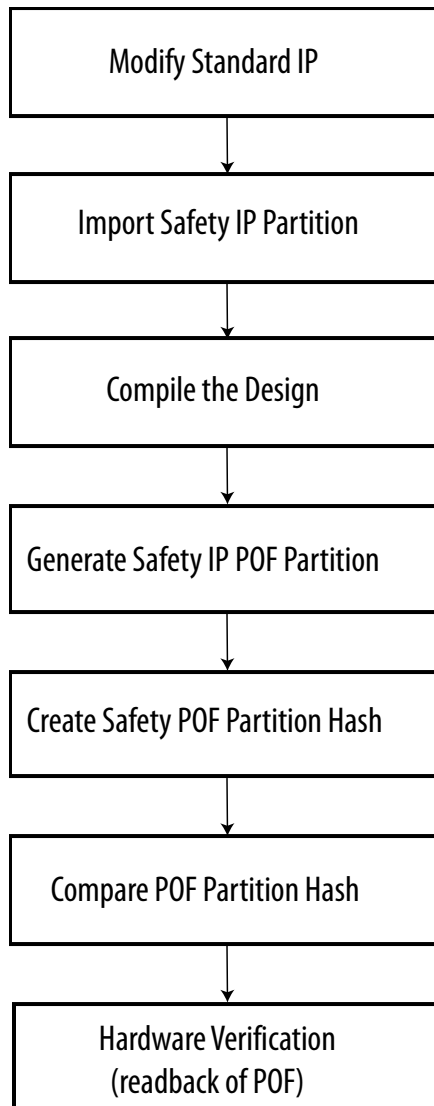 Modify Standard IP
Import Safety IP Partition
Compile the Design
Generate Safety IP POF Partition
Create Safety POF Partition Hash
Compare POF Partition Hash
Hardware Verification
(readback of POF)